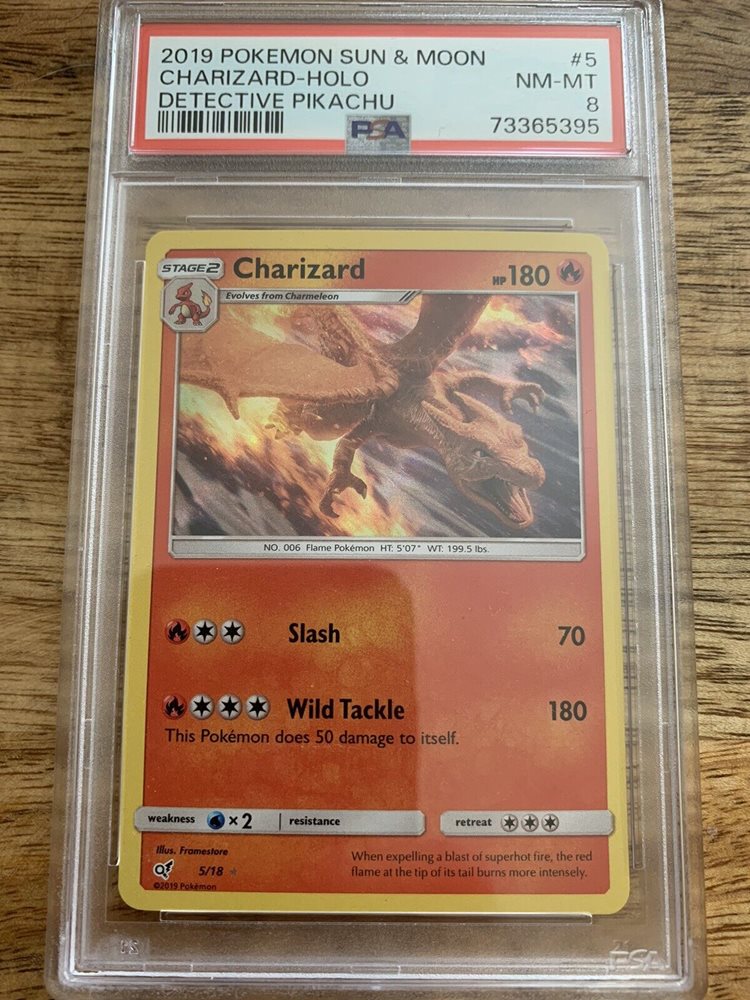 2019 POKEMON SUN & MOON #5
CHARIZARD-HOLO NM-MT
DETECTIVE PIKACHU 8
PSA 73365395
STAGE2 Charizard HP180
Evolves from Charmeleon
NO. 006 Flame Pokémon HT: 5'07" WT: 199.5 lbs.
Slash 70
Wild Tackle 180
This Pokémon does 50 damage to itself.
weakness ×2 resistance retreat
Illus. Framestore
5/18 ★
When expelling a blast of superhot fire, the red
flame at the tip of its tail burns more intensely.
©2019 Pokémon
PSA